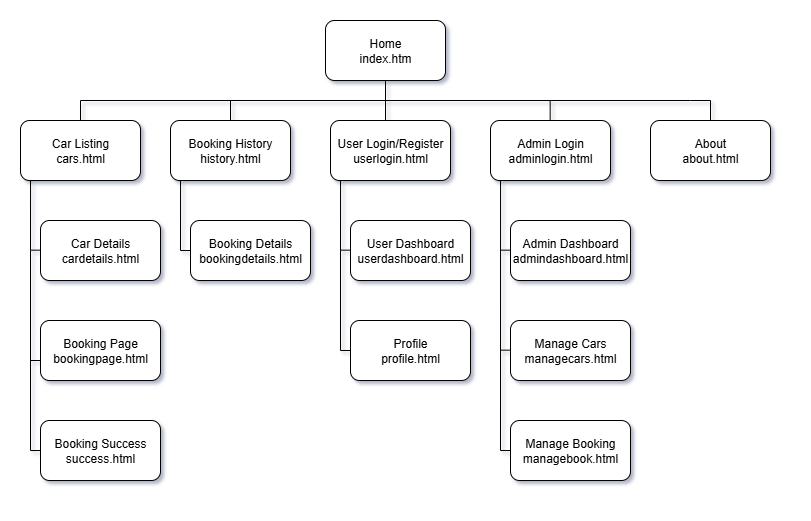 Home
index.htm
Car Listing
cars.html
Booking History
history.html
User Login/Register
userlogin.html
Admin Login
adminlogin.html
About
about.html
Car Details
cardetails.html
Booking Details
bookingdetails.html
User Dashboard
userdashboard.html
Admin Dashboard
admindashboard.html
Booking Page
bookingpage.html
Profile
profile.html
Manage Cars
managecars.html
Booking Success
success.html
Manage Booking
managebook.html